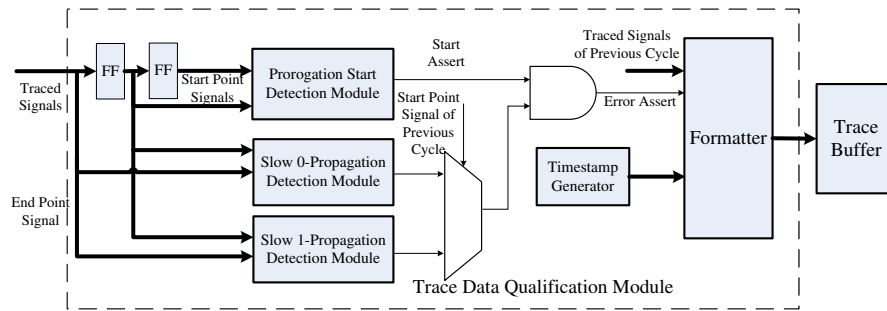 FF
FF
Traced
Signals
Start Point
Signals
Prorogation Start
Detection Module
Start
Assert
Traced Signals
of Previous Cycle
Error Assert
Start Point
Signal of
Previous
Cycle
Slow 0-Propagation
Detection Module
End Point
Signal
Slow 1-Propagation
Detection Module
Timestamp
Generator
Formatter
Trace
Buffer
Trace Data Qualification Module